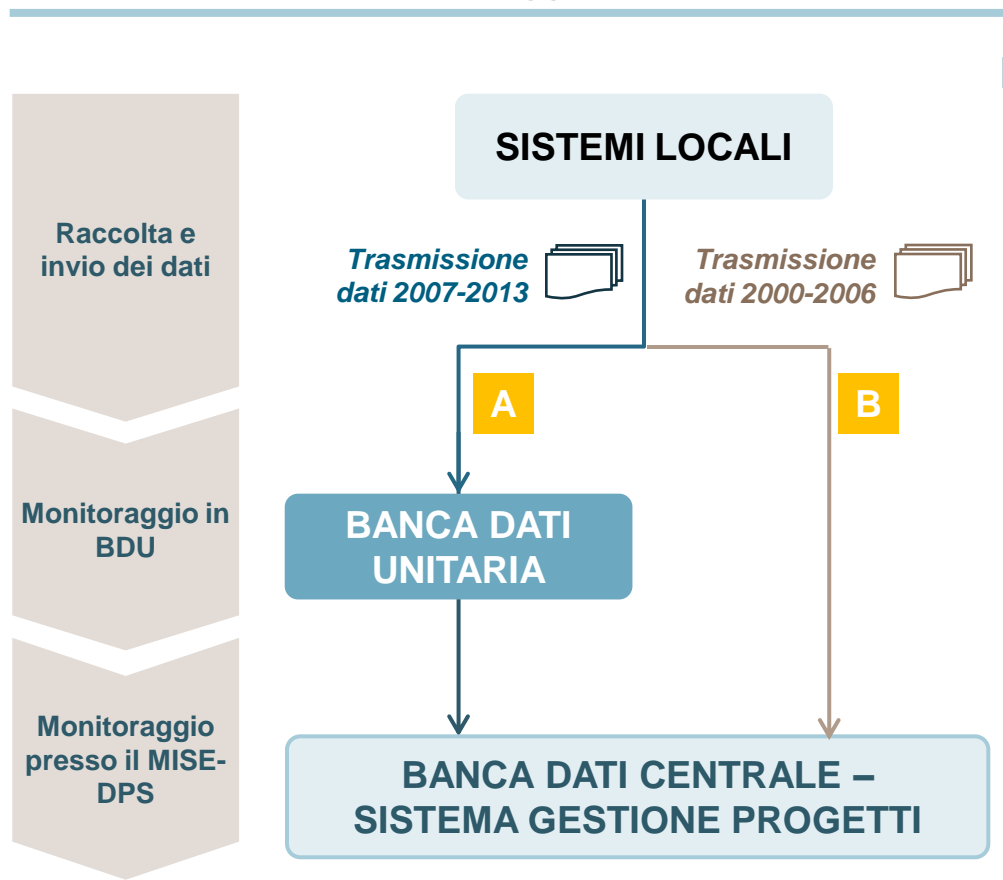 SISTEMI LOCALI
Raccolta e
invio dei dati
Trasmissione
dati 2007-2013
Trasmissione
dati 2000-2006
A
B
Monitoraggio in
BDU
BANCA DATI
UNITARIA
Monitoraggio
presso il MISE-
DPS
BANCA DATI CENTRALE –
SISTEMA GESTIONE PROGETTI